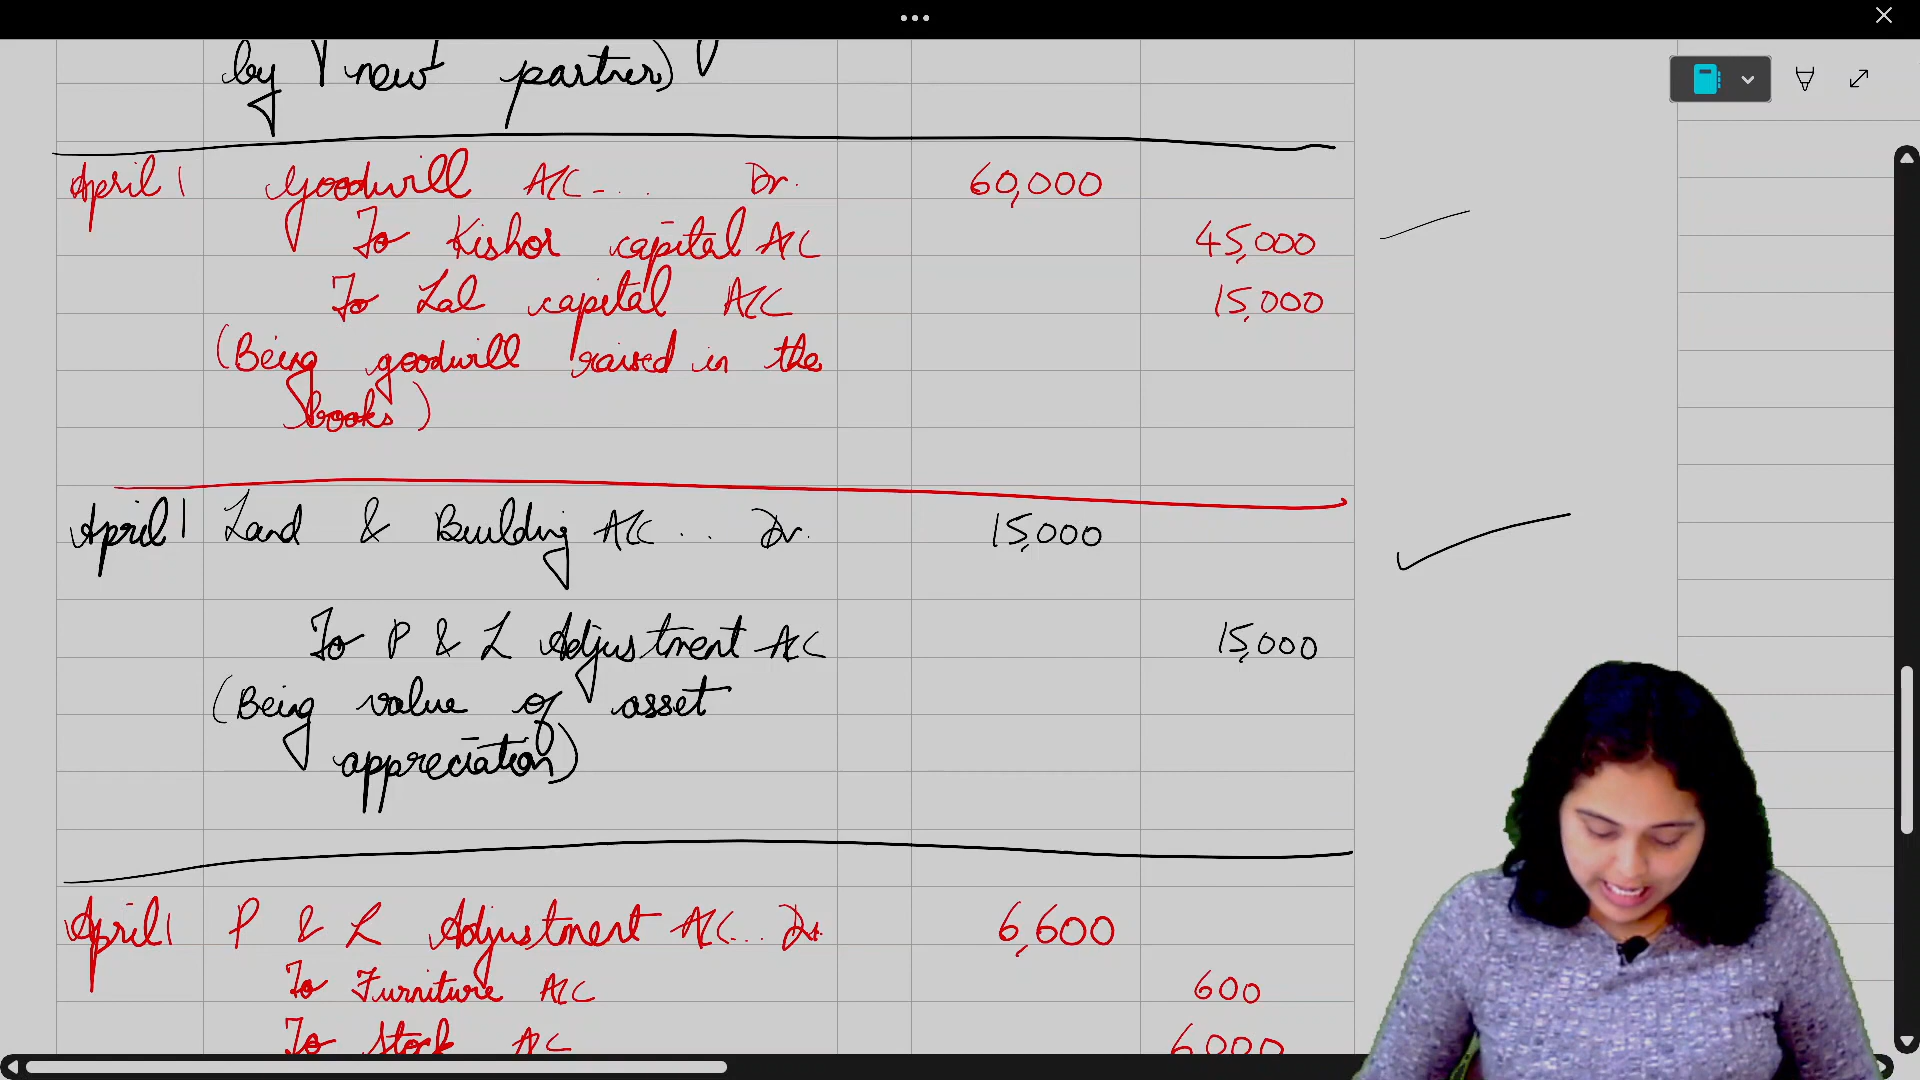 by new partner)
April 1 Goodwill A/C-... Dr. 60,000
To Kishor capital A/C 45,000
To Lal capital A/C 15,000
(Being goodwill raised in the
books)
April 1 Land & Building A/C .. Dr. 15,000
To P & L Adjustment A/C 15,000
(Being value of asset
appreciation)
April 1 P & L Adjustment A/C... Dr. 6,600
To Furniture A/C 600
To Stock A/C 6000